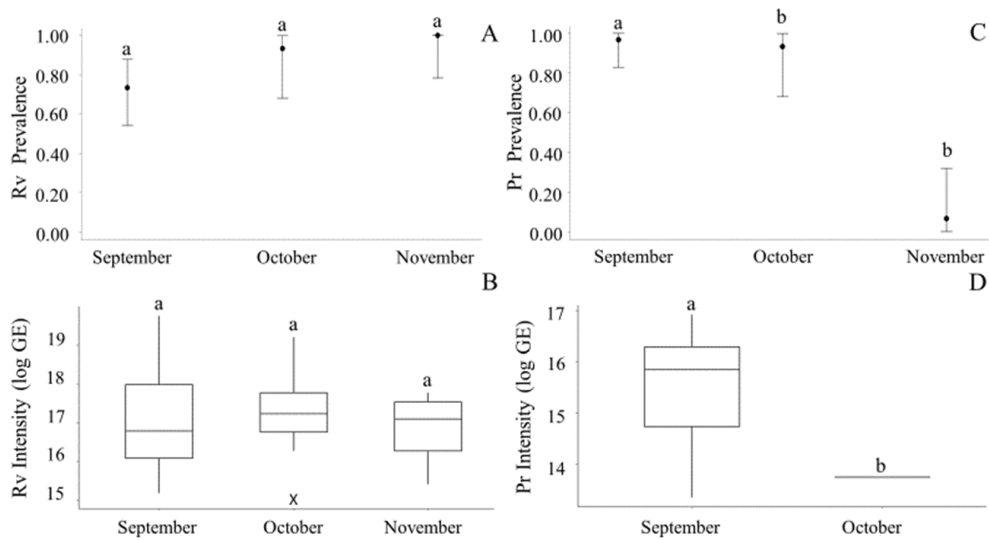 A
Rv Prevalence
1.00
0.80
0.60
0.40
0.20
0.00
a
a
a
September October November
C
Pr Prevalence
1.00
0.80
0.60
0.40
0.20
0.00
a
b
b
September October November
B
Rv Intensity (log GE)
19
18
17
16
15
a
a
a
x
September October November
D
Pr Intensity (log GE)
17
16
15
14
a
b
September October